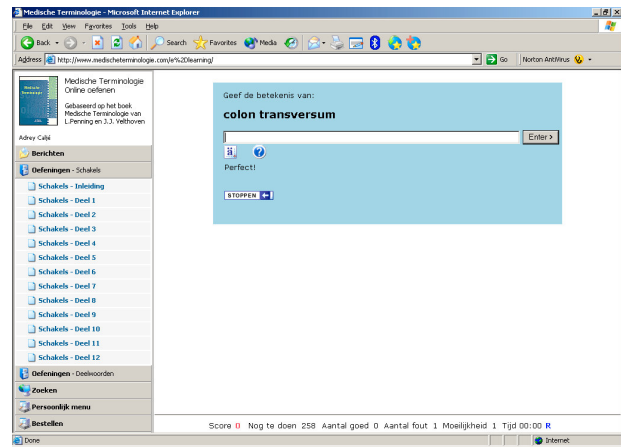 Medische Terminologie - Microsoft Internet Explorer
File Edit View Favorites Tools Help
Back Search Favorites Media
Address http://www.medischeterminologie.com/e%2Dlearning/ Go Norton AntiVirus
Medische Terminologie
Online oefenen
Gebaseerd op het boek
Medische Terminologie van
L.Penning en J.J. Velthoven
Adrey Caljé
Berichten
Oefeningen - Schakels
Schakels - Inleiding
Schakels - Deel 1
Schakels - Deel 2
Schakels - Deel 3
Schakels - Deel 4
Schakels - Deel 5
Schakels - Deel 6
Schakels - Deel 7
Schakels - Deel 8
Schakels - Deel 9
Schakels - Deel 10
Schakels - Deel 11
Schakels - Deel 12
Oefeningen - Deelwoorden
Zoeken
Persoonlijk menu
Bestellen
Geef de betekenis van:
colon transversum
Enter >
ä
Perfect!
STOPPEN
Score 0 Nog te doen 258 Aantal goed 0 Aantal fout 1 Moeilijkheid 1 Tijd 00:00 R
Done Internet